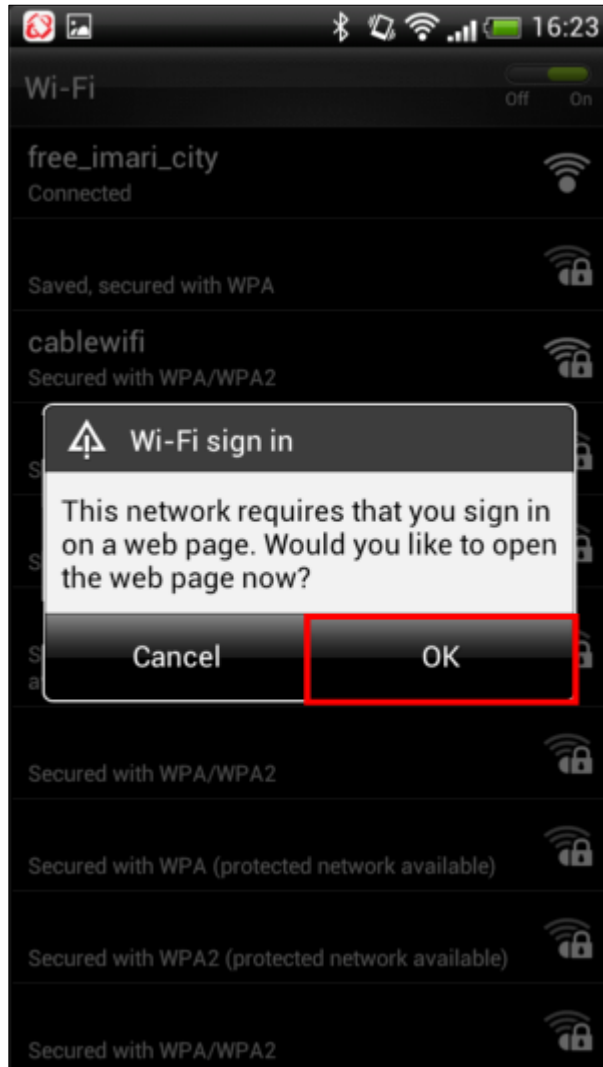 16:23
Wi-Fi
Off On
free_imari_city
Connected
Saved, secured with WPA
cablewifi
Secured with WPA/WPA2
Wi-Fi sign in
This network requires that you sign in
on a web page. Would you like to open
the web page now?
Cancel OK
Secured with WPA/WPA2
Secured with WPA (protected network available)
Secured with WPA2 (protected network available)
Secured with WPA/WPA2